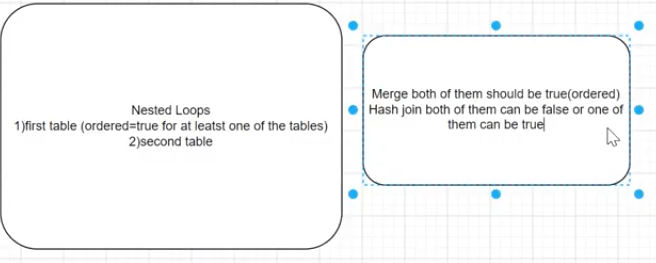 Nested Loops
1)first table (ordered=true for at leatst one of the tables)
2)second table
Merge both of them should be true(ordered)
Hash join both of them can be false or one of
them can be true